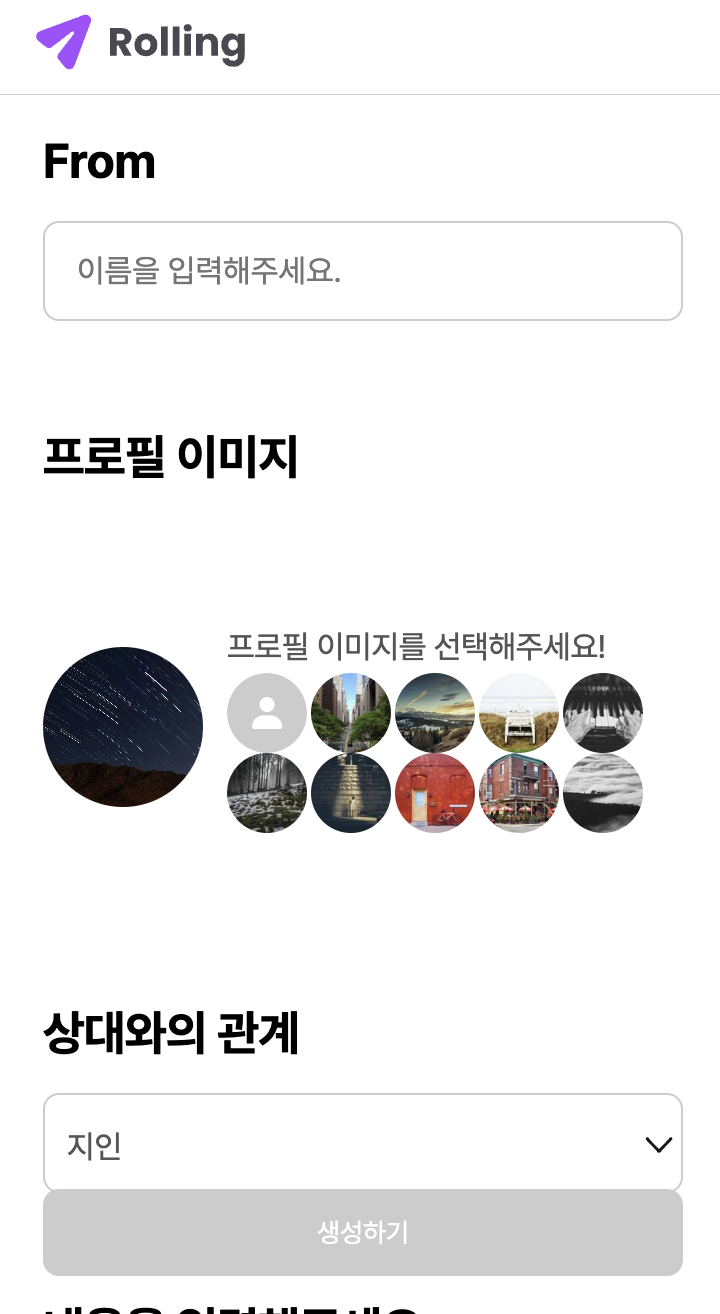 Rolling
From
이름을 입력해주세요.
프로필 이미지
프로필 이미지를 선택해주세요!
상대와의 관계
지인
생성하기